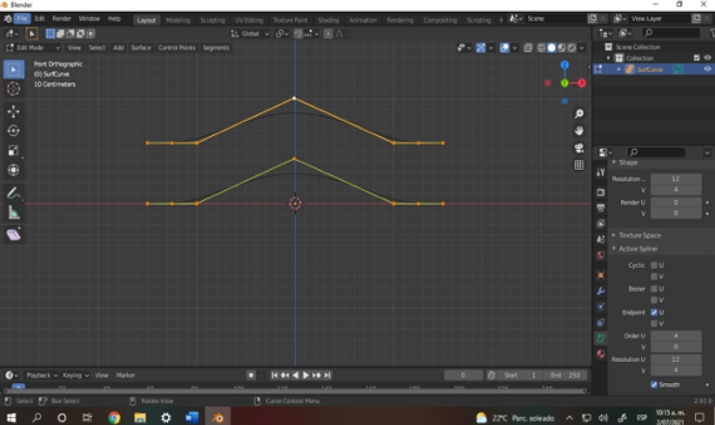 Blender
File Edit Render Window Help Layout Modeling Sculpting UV Editing Texture Paint Shading Animation Rendering Compositing Scripting + Scene View Layer
Global
Edit Mode View Select Add Surface Control Points Segments
Front Orthographic
(0) SurfCurve
10 Centimeters
Scene Collection
Collection
SurfCurve
Shape
Resolution 12
V 4
Render U 0
V 0
Texture Space
Active Spline
Cyclic U
V
Bezier U
V
Endpoint U
V
Order U 4
V 0
Resolution U 12
V 4
Smooth
Playback Keying View Marker 0 Start 1 End 250
Select Box Select Rotate View Curve Context Menu 2.92.0
22°C Parc. soleado ESP 10:15 a. m.
2/07/2021